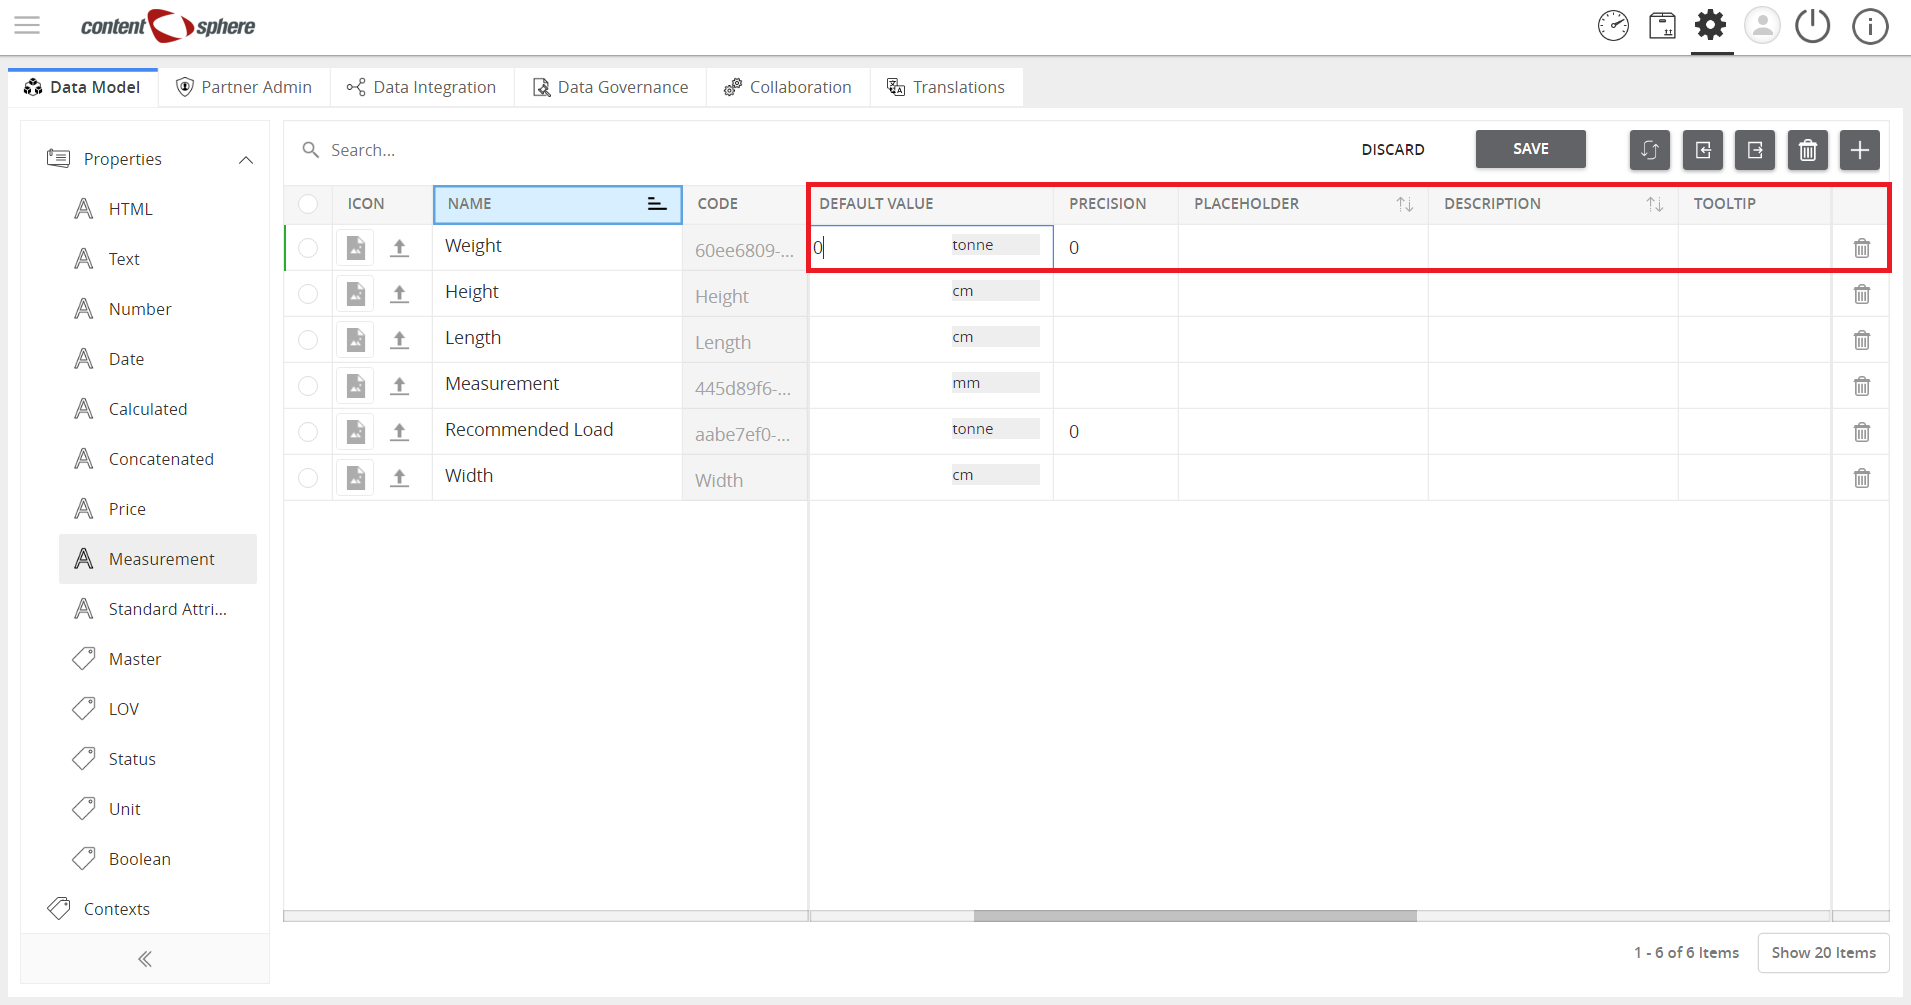 content sphere
Data Model Partner Admin Data Integration Data Governance Collaboration Translations
Properties
HTML
Text
Number
Date
Calculated
Concatenated
Price
Measurement
Standard Attri...
Master
LOV
Status
Unit
Boolean
Contexts
Search... DISCARD SAVE
ICON NAME CODE DEFAULT VALUE PRECISION PLACEHOLDER DESCRIPTION TOOLTIP
Weight 60ee6809-... 0 tonne 0
Height Height cm
Length Length cm
Measurement 445d89f6-... mm
Recommended Load aabe7ef0-... tonne 0
Width Width cm
1 - 6 of 6 Items Show 20 Items